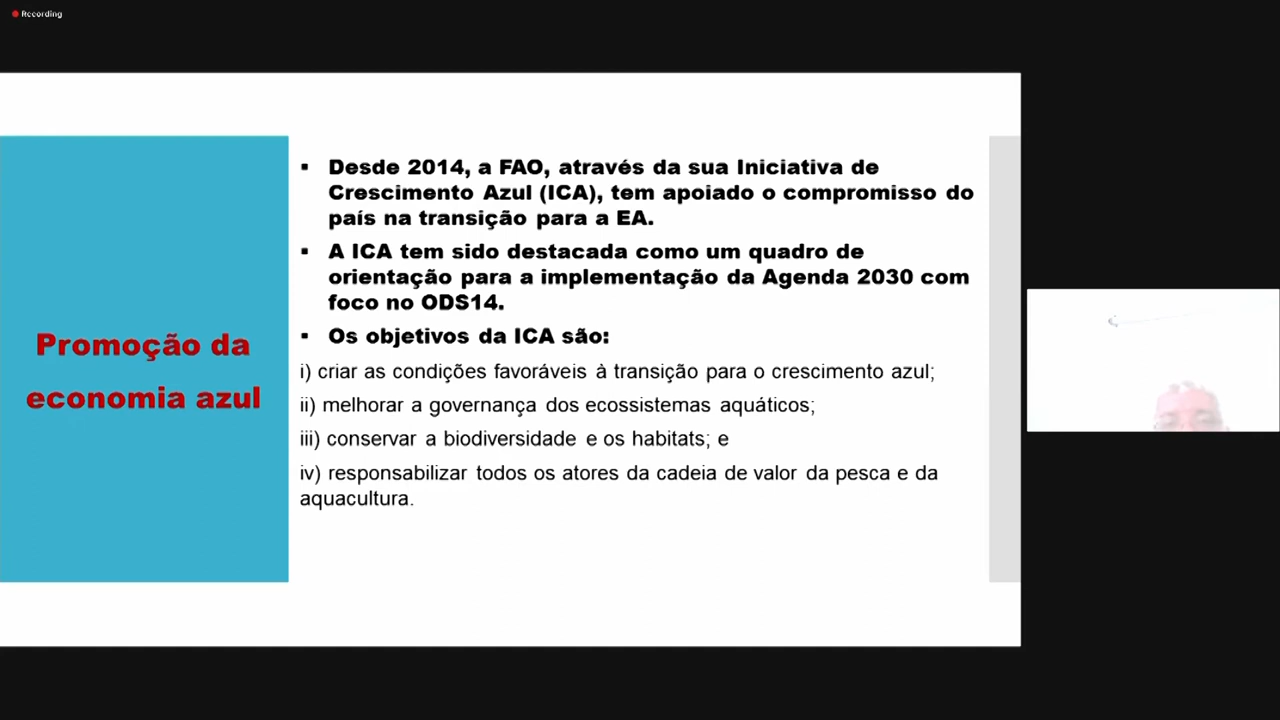 Recording
Promoção da
economia azul
▪ Desde 2014, a FAO, através da sua Iniciativa de
Crescimento Azul (ICA), tem apoiado o compromisso do
país na transição para a EA.
▪ A ICA tem sido destacada como um quadro de
orientação para a implementação da Agenda 2030 com
foco no ODS14.
▪ Os objetivos da ICA são:
i) criar as condições favoráveis à transição para o crescimento azul;
ii) melhorar a governança dos ecossistemas aquáticos;
iii) conservar a biodiversidade e os habitats; e
iv) responsabilizar todos os atores da cadeia de valor da pesca e da
aquacultura.